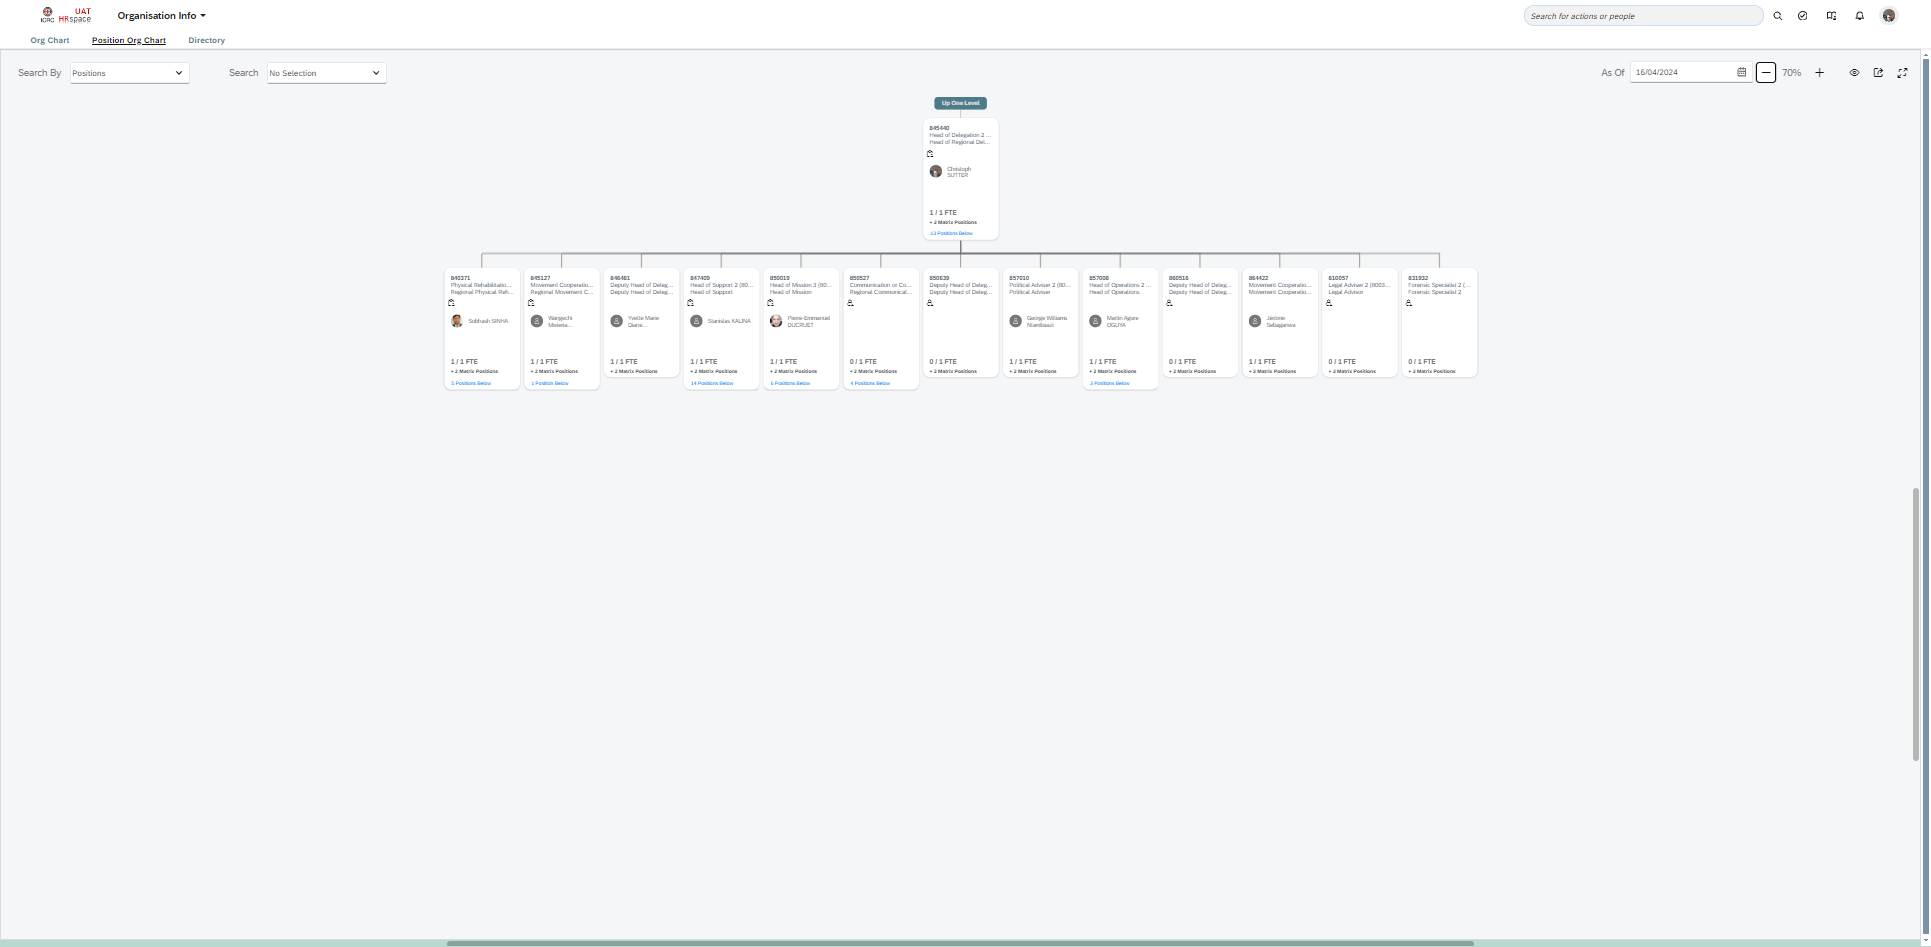 ICRC
UAT
HRspace
Organisation Info
Search for actions or people
Org Chart
Position Org Chart
Directory
Search By
Positions
Search
No Selection
As Of
16/04/2024
70%
Up One Level
845440
Head of Delegation 2 ...
Head of Regional Del...
Christoph
SUTTER
1 / 1 FTE
+ 2 Matrix Positions
13 Positions Below
840371
Physical Rehabilitatio...
Regional Physical Reh...
Subhash SINHA
1 / 1 FTE
+ 2 Matrix Positions
5 Positions Below
845127
Movement Cooperatio...
Regional Movement C...
Wangechi
1 / 1 FTE
+ 2 Matrix Positions
1 Position Below
846481
Deputy Head of Deleg...
Deputy Head of Deleg...
Yvette Marie
Diane...
1 / 1 FTE
+ 2 Matrix Positions
847409
Head of Support 2 (80...
Head of Support
Stanislas KALINA
1 / 1 FTE
+ 2 Matrix Positions
14 Positions Below
850019
Head of Mission 3 (80...
Head of Mission
Pierre-Emmanuel
DUCRUET
1 / 1 FTE
+ 2 Matrix Positions
6 Positions Below
850527
Communication or Co...
Regional Communicat...
0 / 1 FTE
+ 2 Matrix Positions
4 Positions Below
850639
Deputy Head of Deleg...
Deputy Head of Deleg...
0 / 1 FTE
+ 2 Matrix Positions
857010
Political Adviser 2 (80...
Political Adviser
George Williams
Ntambaazi
1 / 1 FTE
+ 2 Matrix Positions
857008
Head of Operations 2 ...
Head of Operations
Martin Agure
OGUYA
1 / 1 FTE
+ 2 Matrix Positions
3 Positions Below
860516
Deputy Head of Deleg...
Deputy Head of Deleg...
0 / 1 FTE
+ 2 Matrix Positions
864422
Movement Cooperatio...
Movement Cooperatio...
Jérôme
Sebaganwa
1 / 1 FTE
+ 3 Matrix Positions
810057
Legal Adviser 2 (8003...
Legal Advisor
0 / 1 FTE
+ 3 Matrix Positions
831932
Forensic Specialist 2 (...
Forensic Specialist 2
0 / 1 FTE
+ 3 Matrix Positions